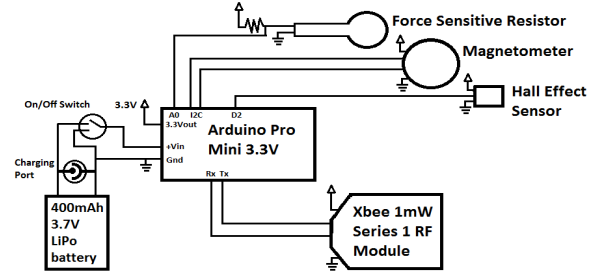 Force Sensitive Resistor
Magnetometer
Hall Effect
Sensor
On/Off Switch
3.3V
A0 I2C D2
3.3Vout
Arduino Pro
Mini 3.3V
+Vin
Gnd
Rx Tx
Charging
Port
400mAh
3.7V
LiPo
battery
Xbee 1mW
Series 1 RF
Module